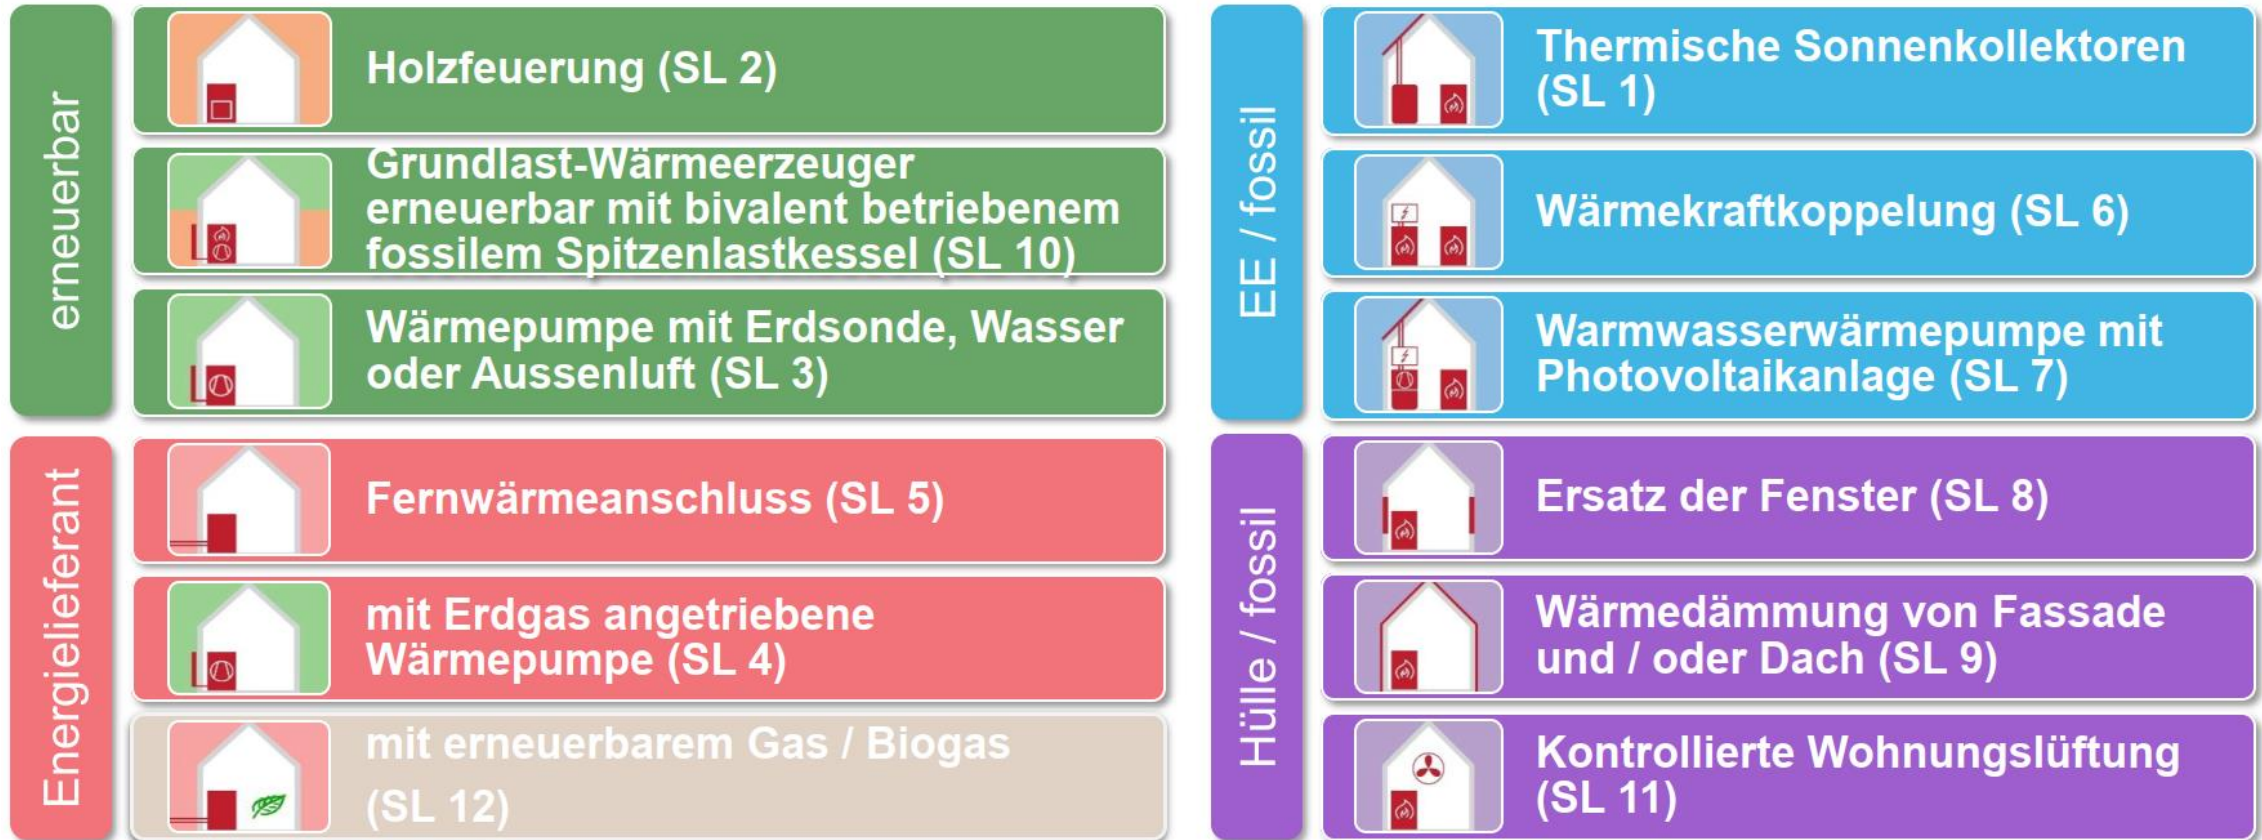 erneuerbar
Holzfeuerung (SL 2)
Grundlast-Wärmeerzeuger
erneuerbar mit bivalent betriebenem
fossilem Spitzenlastkessel (SL 10)
Wärmepumpe mit Erdsonde, Wasser
oder Aussenluft (SL 3)
Energielieferant
Fernwärmeanschluss (SL 5)
mit Erdgas angetriebene
Wärmepumpe (SL 4)
mit erneuerbarem Gas / Biogas
(SL 12)
EE / fossil
Thermische Sonnenkollektoren
(SL 1)
Wärmekraftkoppelung (SL 6)
Warmwasserwärmepumpe mit
Photovoltaikanlage (SL 7)
Hülle / fossil
Ersatz der Fenster (SL 8)
Wärmedämmung von Fassade
und / oder Dach (SL 9)
Kontrollierte Wohnungslüftung
(SL 11)